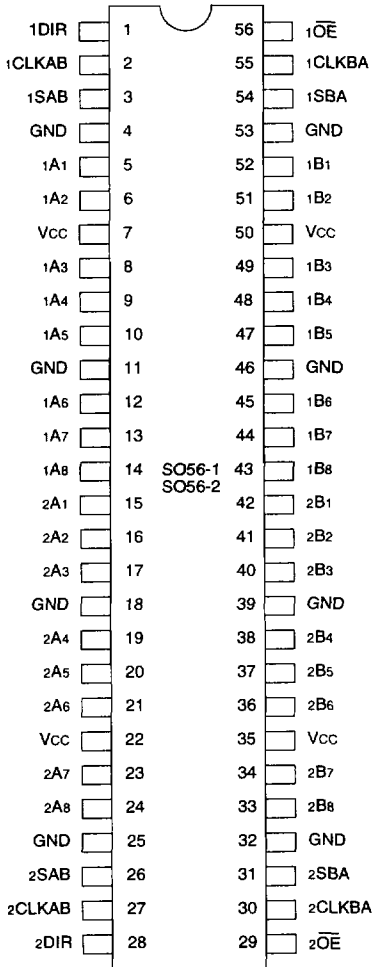 1DIR 1 56 1O̅E̅
1CLKAB 2 55 1CLKBA
1SAB 3 54 1SBA
GND 4 53 GND
1A1 5 52 1B1
1A2 6 51 1B2
VCC 7 50 VCC
1A3 8 49 1B3
1A4 9 48 1B4
1A5 10 47 1B5
GND 11 46 GND
1A6 12 45 1B6
1A7 13 44 1B7
1A8 14 SO56-1 43 1B8
SO56-2
2A1 15 42 2B1
2A2 16 41 2B2
2A3 17 40 2B3
GND 18 39 GND
2A4 19 38 2B4
2A5 20 37 2B5
2A6 21 36 2B6
VCC 22 35 VCC
2A7 23 34 2B7
2A8 24 33 2B8
GND 25 32 GND
2SAB 26 31 2SBA
2CLKAB 27 30 2CLKBA
2DIR 28 29 2O̅E̅